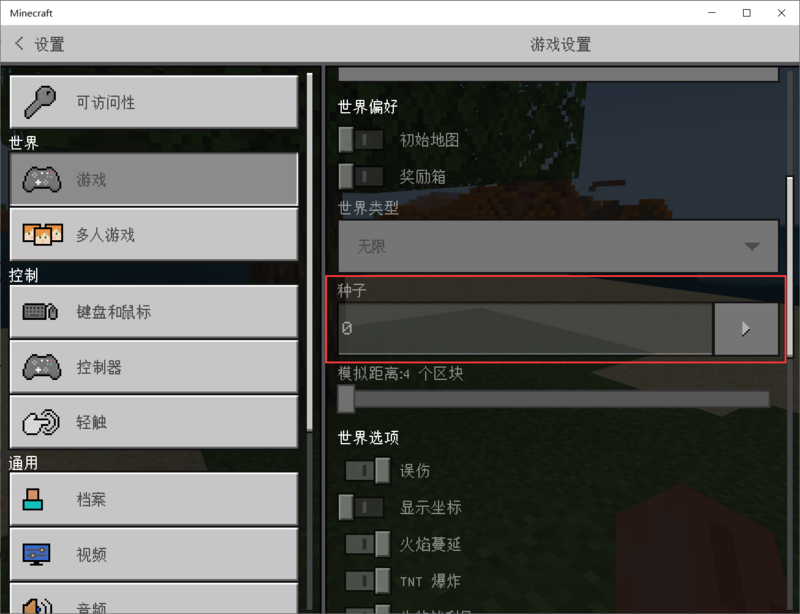 Minecraft
设置
游戏设置
可访问性
世界
游戏
多人游戏
控制
键盘和鼠标
控制器
轻触
通用
档案
视频
音频
世界偏好
初始地图
奖励箱
世界类型
无限
种子
0
模拟距离:4 个区块
世界选项
误伤
显示坐标
火焰蔓延
TNT 爆炸